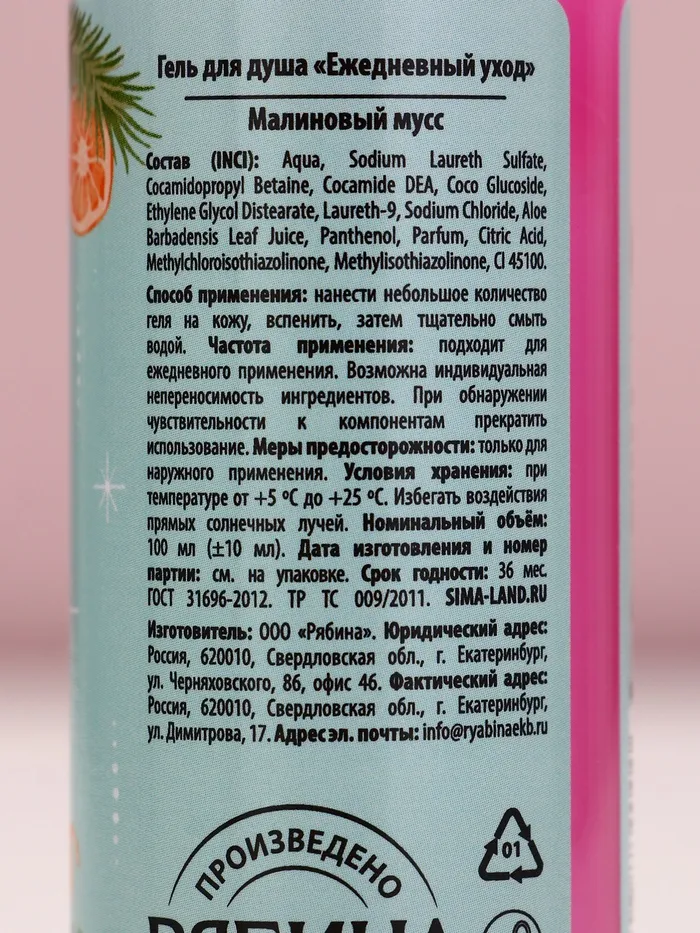 Гель для душа «Ежедневный уход»
Малиновый мусс
Состав (INCI): Aqua, Sodium Laureth Sulfate,
Cocamidopropyl Betaine, Cocamide DEA, Coco Glucoside,
Ethylene Glycol Distearate, Laureth-9, Sodium Chloride, Aloe
Barbadensis Leaf Juice, Panthenol, Parfum, Citric Acid,
Methylchloroisothiazolinone, Methylisothiazolinone, CI 45100.
Способ применения: нанести небольшое количество
геля на кожу, вспенить, затем тщательно смыть
водой. Частота применения: подходит для
ежедневного применения. Возможна индивидуальная
непереносимость ингредиентов. При обнаружении
чувствительности к компонентам прекратить
использование. Меры предосторожности: только для
наружного применения. Условия хранения: при
температуре от +5 ºС до +25 ºС. Избегать воздействия
прямых солнечных лучей. Номинальный объём:
100 мл (±10 мл). Дата изготовления и номер
партии: см. на упаковке. Срок годности: 36 мес.
ГОСТ 31696-2012. ТР ТС 009/2011. SIMA-LAND.RU
Изготовитель: ООО «Рябина». Юридический адрес:
Россия, 620010, Свердловская обл., г. Екатеринбург,
ул. Черняховского, 86, офис 46. Фактический адрес:
Россия, 620010, Свердловская обл., г. Екатеринбург,
ул. Димитрова, 17. Адрес эл. почты: info@ryabinaekb.ru
ПРОИЗВЕДЕНО
РЯБИНА
01